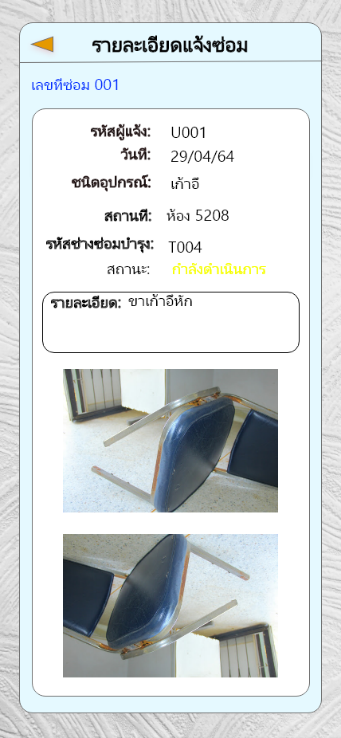 รายละเอียดแจ้งซ่อม
เลขที่ซ่อม 001
รหัสผู้แจ้ง: U001
วันที่: 29/04/64
ชนิดอุปกรณ์: เก้าอี้
สถานที่: ห้อง 5208
รหัสช่างซ่อมบำรุง: T004
สถานะ: กำลังดำเนินการ
รายละเอียด: ขาเก้าอี้หัก